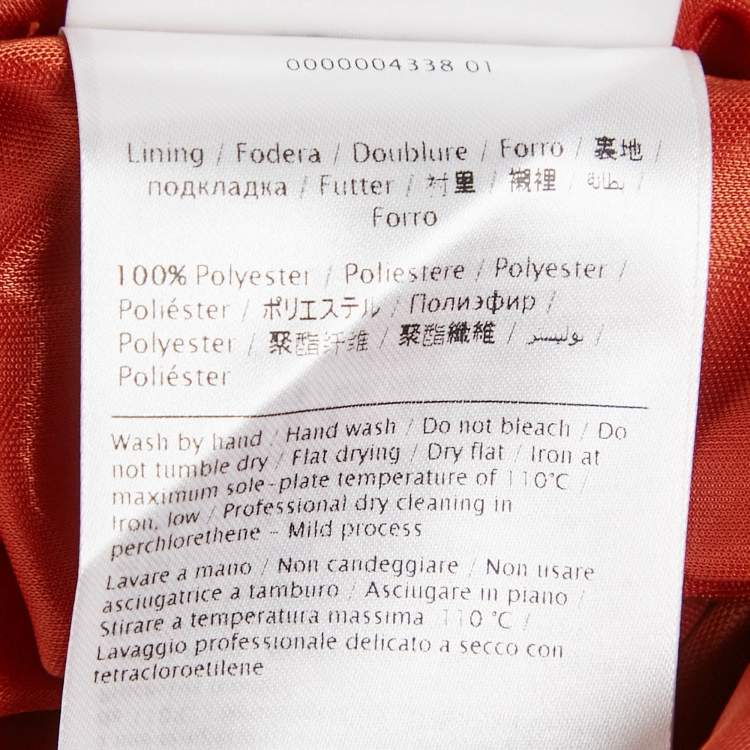 0000004338 01
Lining / Fodera / Doublure / Forro / 裏地 /
подкладка / Futter / 衬里 / 襯裡 / بطانة /
Forro
100% Polyester / Poliestere / Polyester /
Poliéster / ポリエステル / Полиэфир /
Polyester / 聚酯纤维 / 聚酯纖維 / بوليستر /
Poliéster
Wash by hand / Hand wash / Do not bleach / Do
not tumble dry / Flat drying / Dry flat / Iron at
maximum sole-plate temperature of 110°C /
Iron, low / Professional dry cleaning in
perchlorethene - Mild process
Lavare a mano / Non candeggiare / Non usare
asciugatrice a tamburo / Asciugare in piano /
Stirare a temperatura massima 110 °C /
Lavaggio professionale delicato a secco con
tetracloroetilene